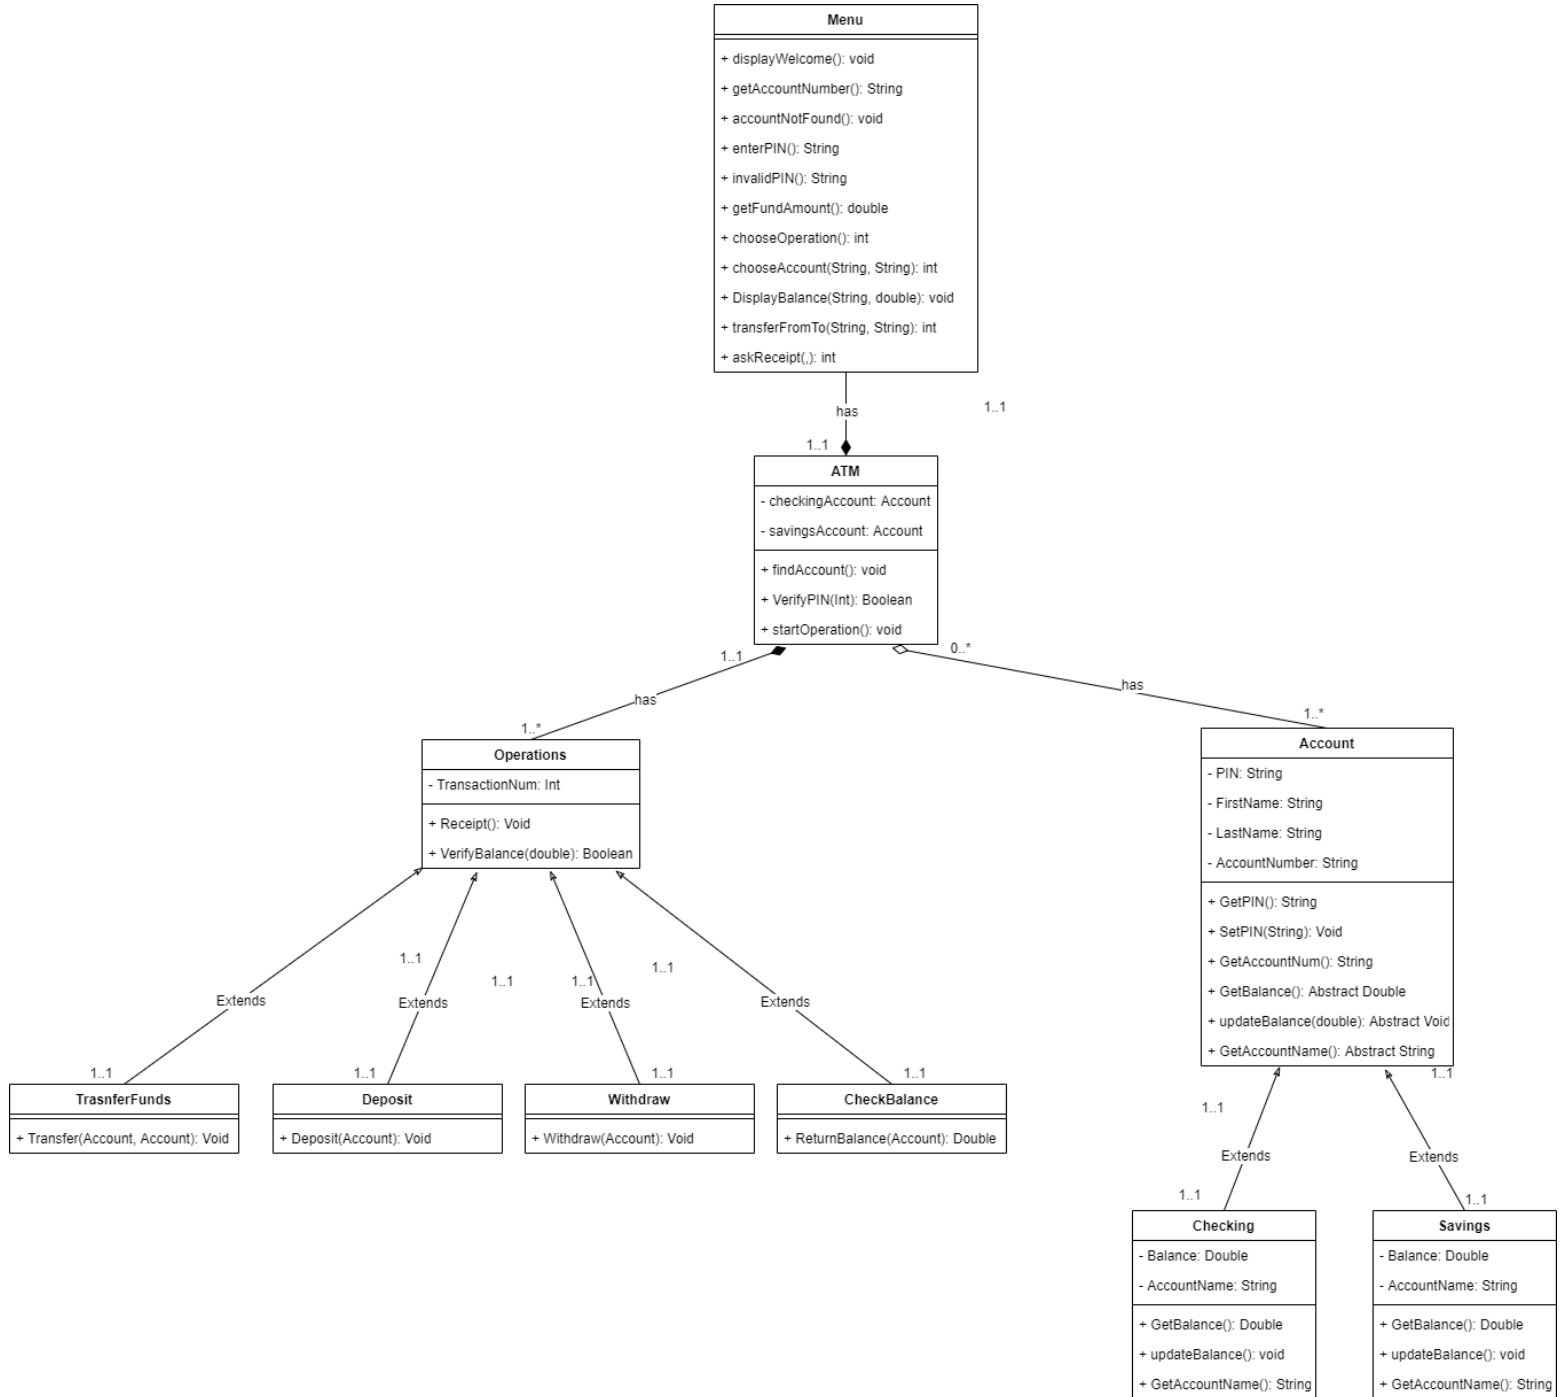 Menu
+ displayWelcome(): void
+ getAccountNumber(): String
+ accountNotFound(): void
+ enterPIN(): String
+ invalidPIN(): String
+ getFundAmount(): double
+ chooseOperation(): int
+ chooseAccount(String, String): int
+ DisplayBalance(String, double): void
+ transferFromTo(String, String): int
+ askReceipt(,): int
has
1..1
1..1
ATM
- checkingAccount: Account
- savingsAccount: Account
+ findAccount(): void
+ VerifyPIN(Int): Boolean
+ startOperation(): void
1..1
has
1..*
0..*
has
1..*
Operations
- TransactionNum: Int
+ Receipt(): Void
+ VerifyBalance(double): Boolean
Account
- PIN: String
- FirstName: String
- LastName: String
- AccountNumber: String
+ GetPIN(): String
+ SetPIN(String): Void
+ GetAccountNum(): String
+ GetBalance(): Abstract Double
+ updateBalance(double): Abstract Void
+ GetAccountName(): Abstract String
1..1
1..1
1..1
1..1
Extends
Extends
Extends
Extends
1..1
1..1
1..1
1..1
TrasnferFunds
+ Transfer(Account, Account): Void
Deposit
+ Deposit(Account): Void
Withdraw
+ Withdraw(Account): Void
CheckBalance
+ ReturnBalance(Account): Double
1..1
1..1
Extends
Extends
1..1
1..1
Checking
- Balance: Double
- AccountName: String
+ GetBalance(): Double
+ updateBalance(): void
+ GetAccountName(): String
Savings
- Balance: Double
- AccountName: String
+ GetBalance(): Double
+ updateBalance(): void
+ GetAccountName(): String